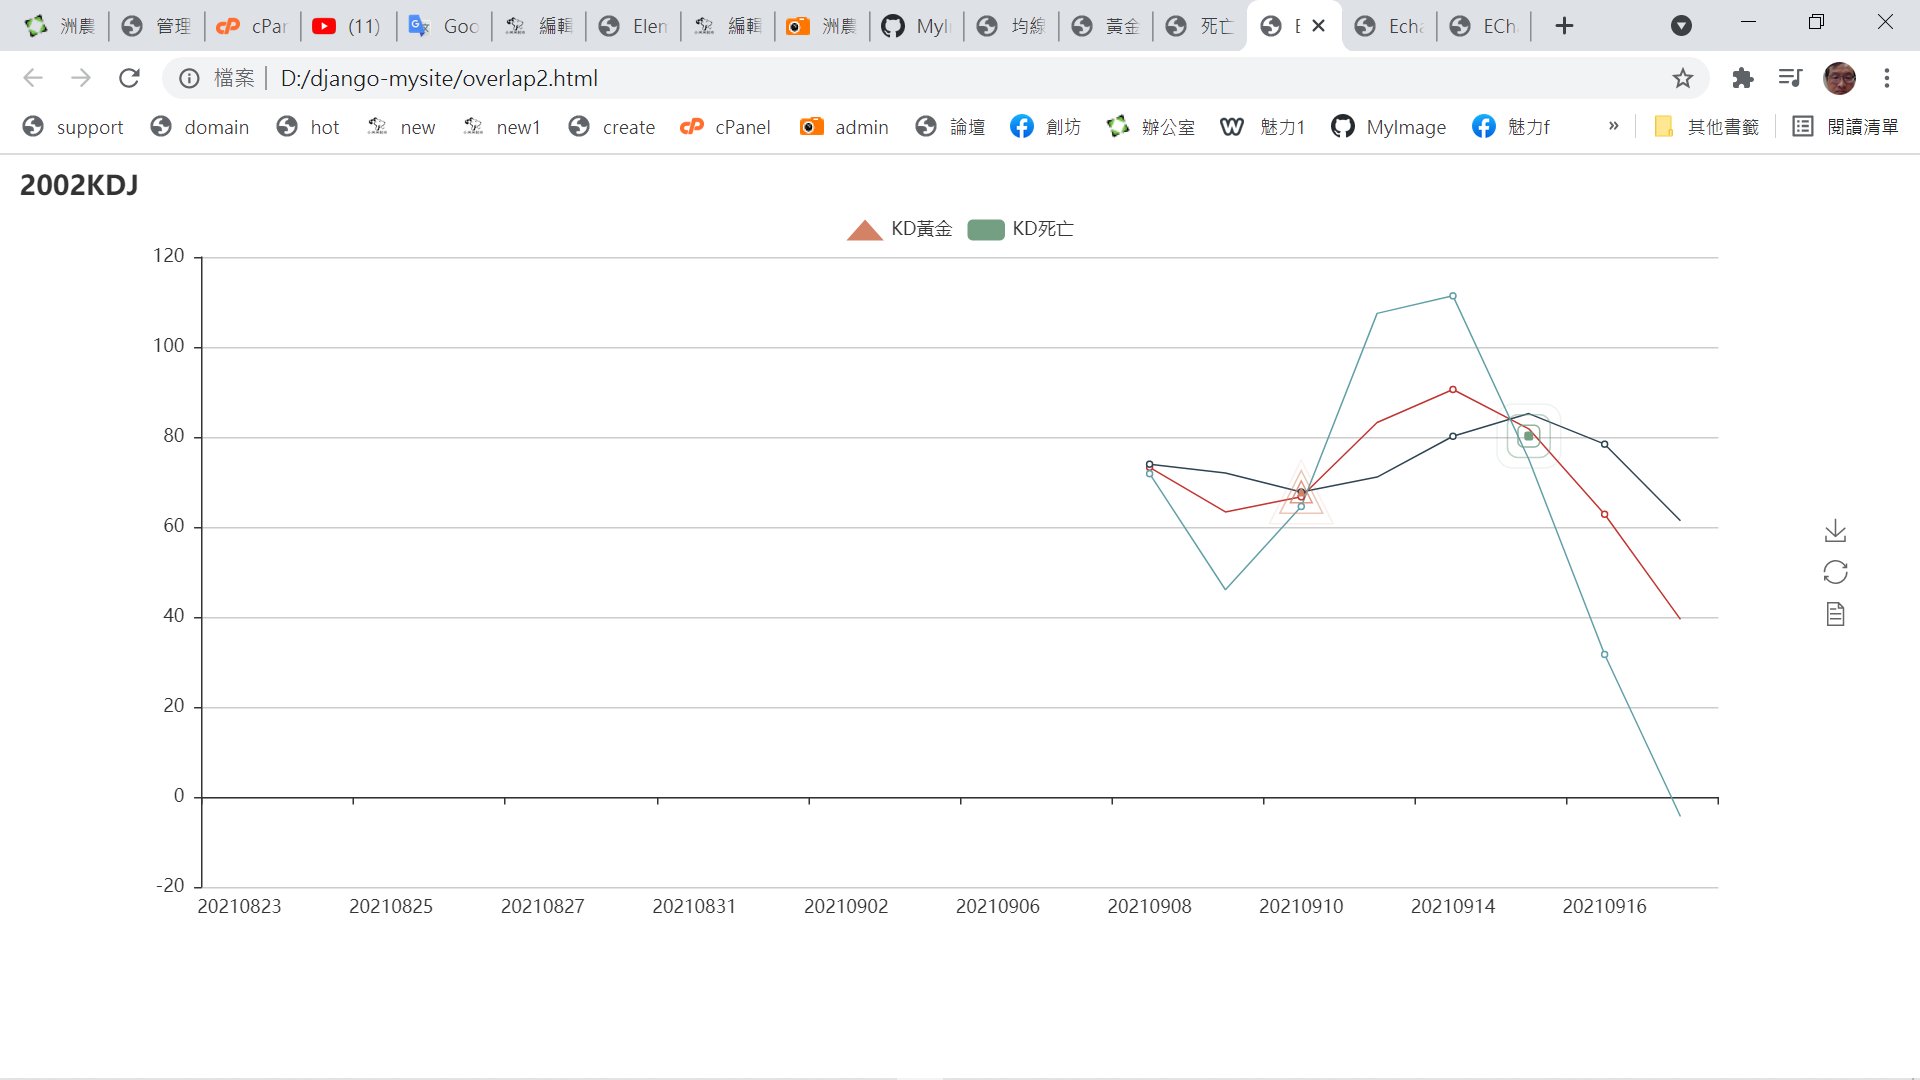 洲農 管理 cPar (11) Goo 編輯 Elen 編輯 洲農 MyI 均線 黃金 死亡 E Echa ECh
檔案 D:/django-mysite/overlap2.html
support domain hot new new1 create cPanel admin 論壇 創坊 辦公室 魅力1 MyImage 魅力f » 其他書籤 閱讀清單
2002KDJ
KD黃金 KD死亡
120
100
80
60
40
20
0
-20
20210823 20210825 20210827 20210831 20210902 20210906 20210908 20210910 20210914 20210916